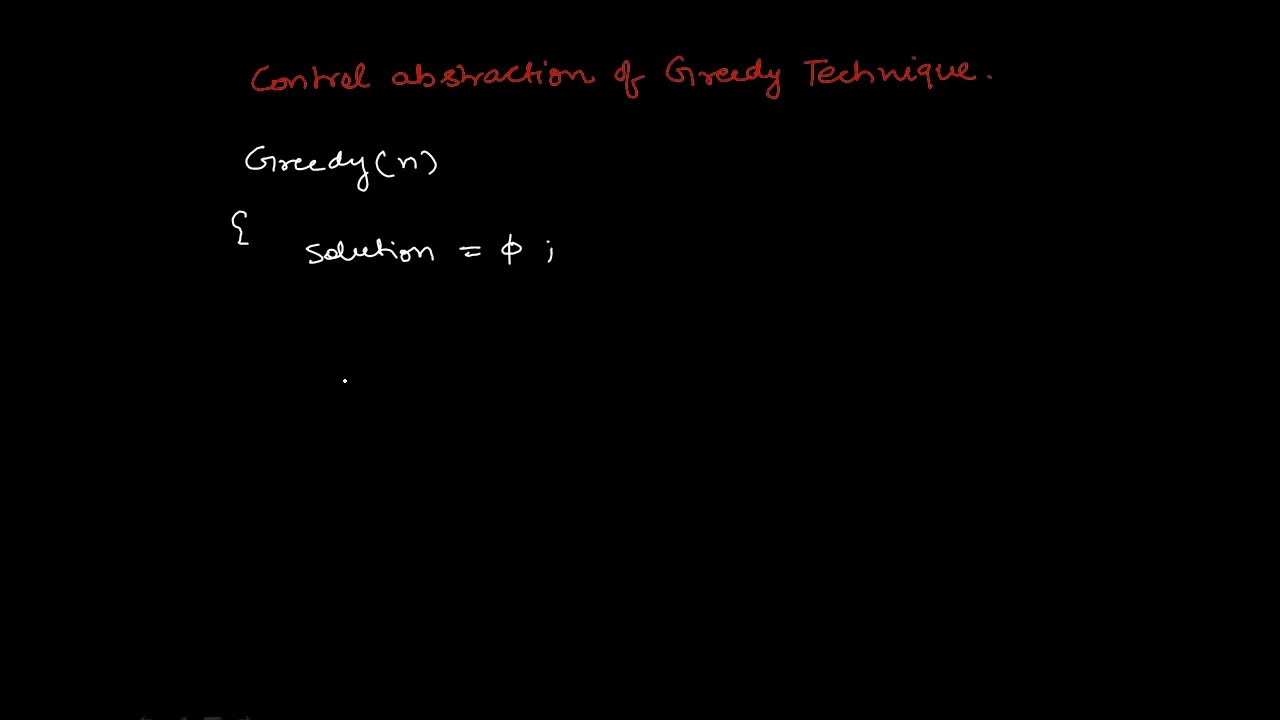 Control abstraction of Greedy Technique.
Greedy(n)
{
solution = ϕ ;